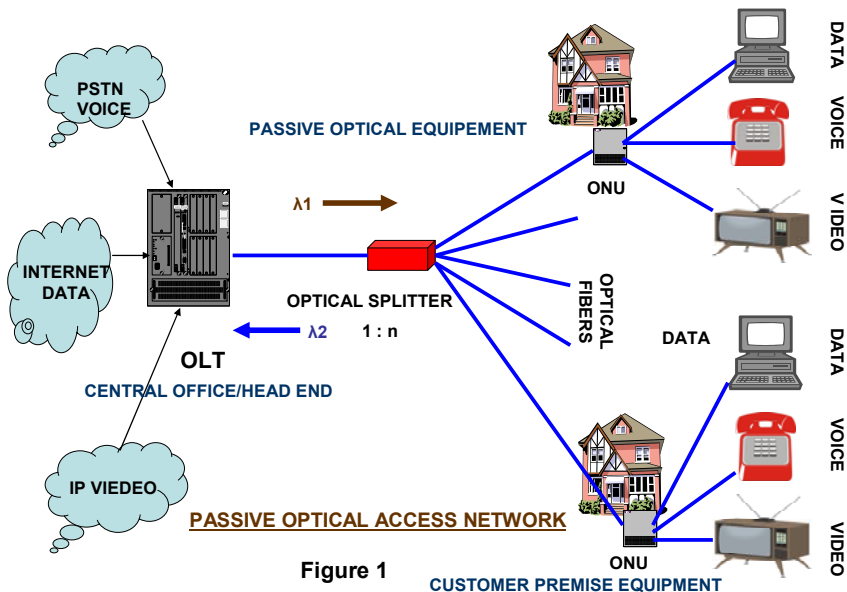 PSTN
VOICE
PASSIVE OPTICAL EQUIPEMENT
DATA
VOICE
V IDEO
ONU
λ1
INTERNET
DATA
OPTICAL SPLITTER
1 : n
λ2
OPTICAL
FIBERS
OLT
CENTRAL OFFICE/HEAD END
DATA
DATA
VOICE
VIDEO
IP VIEDEO
PASSIVE OPTICAL ACCESS NETWORK
ONU
Figure 1
CUSTOMER PREMISE EQUIPMENT